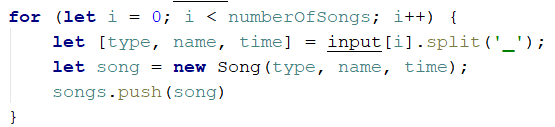 for (let i = 0; i < numberOfSongs; i++) {
    let [type, name, time] = input[i].split('_');
    let song = new Song(type, name, time);
    songs.push(song)
}